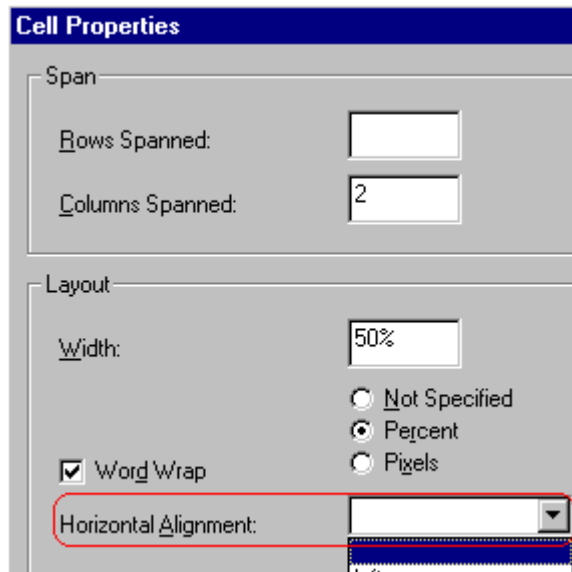 Cell Properties
Span
Rows Spanned:
Columns Spanned: 2
Layout
Width: 50%
Not Specified
Percent
Word Wrap
Pixels
Horizontal Alignment: